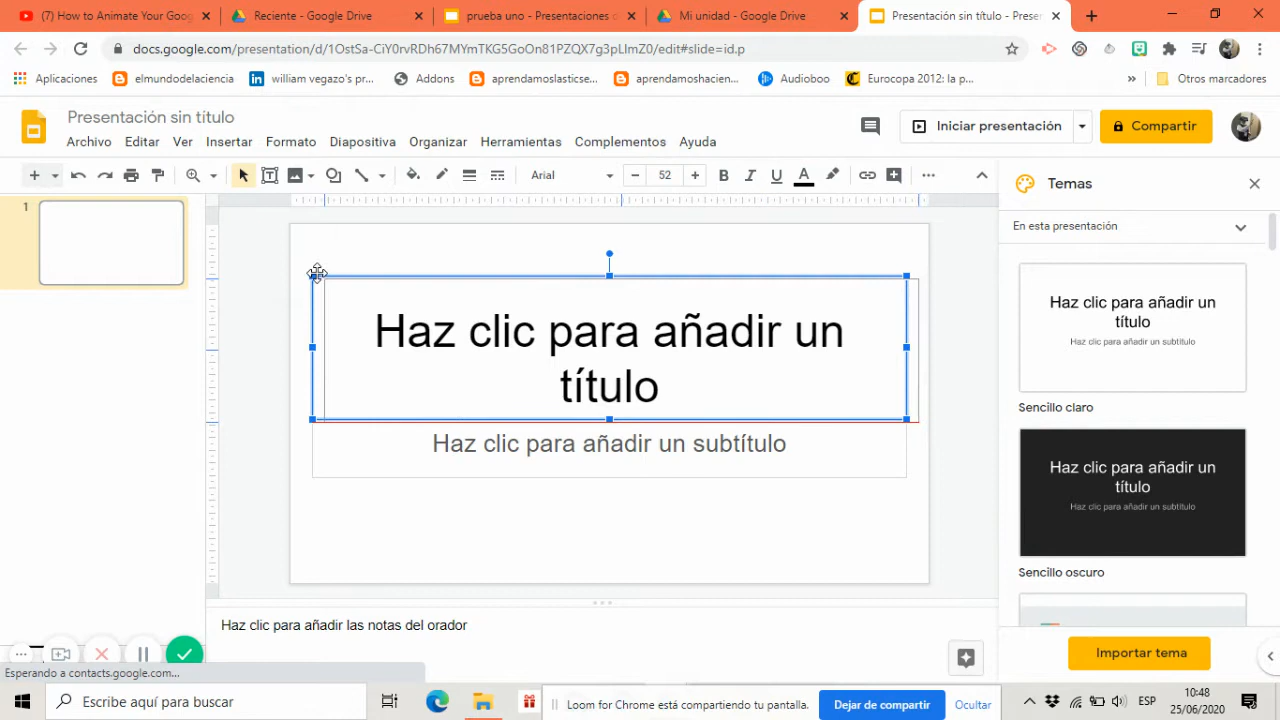 (7) How to Animate Your Goog
Reciente - Google Drive
prueba - Presentaciones d
Mi unidad - Google Drive
Presentación sin título - Presen
docs.google.com/presentation/d/1OstSa-CiY0rvRDh67MYmTKG5GoOn81PZQX7g3pLlmZ0/edit#slide=id.p
Aplicaciones
elmundodelaciencia
william vegazo's pr...
Addons
aprendamoslasticse...
aprendamoshacien...
Audioboo
Eurocopa 2012: la p...
Otros marcadores
Presentación sin título
Archivo Editar Ver Insertar Formato Diapositiva Organizar Herramientas Complementos Ayuda
Iniciar presentación
Compartir
Arial
52
B I U A
Temas
En esta presentación
1
Haz clic para añadir un
título
Haz clic para añadir un subtítulo
Haz clic para añadir un
título
Haz clic para añadir un subtítulo
Sencillo claro
Haz clic para añadir un
título
Haz clic para añadir un subtítulo
Sencillo oscuro
Haz clic para añadir las notas del orador
Importar tema
Esperando a contacts.google.com...
Escribe aquí para buscar
Loom for Chrome está compartiendo tu pantalla.
Dejar de compartir
Ocultar
ESP
10:48
25/06/2020